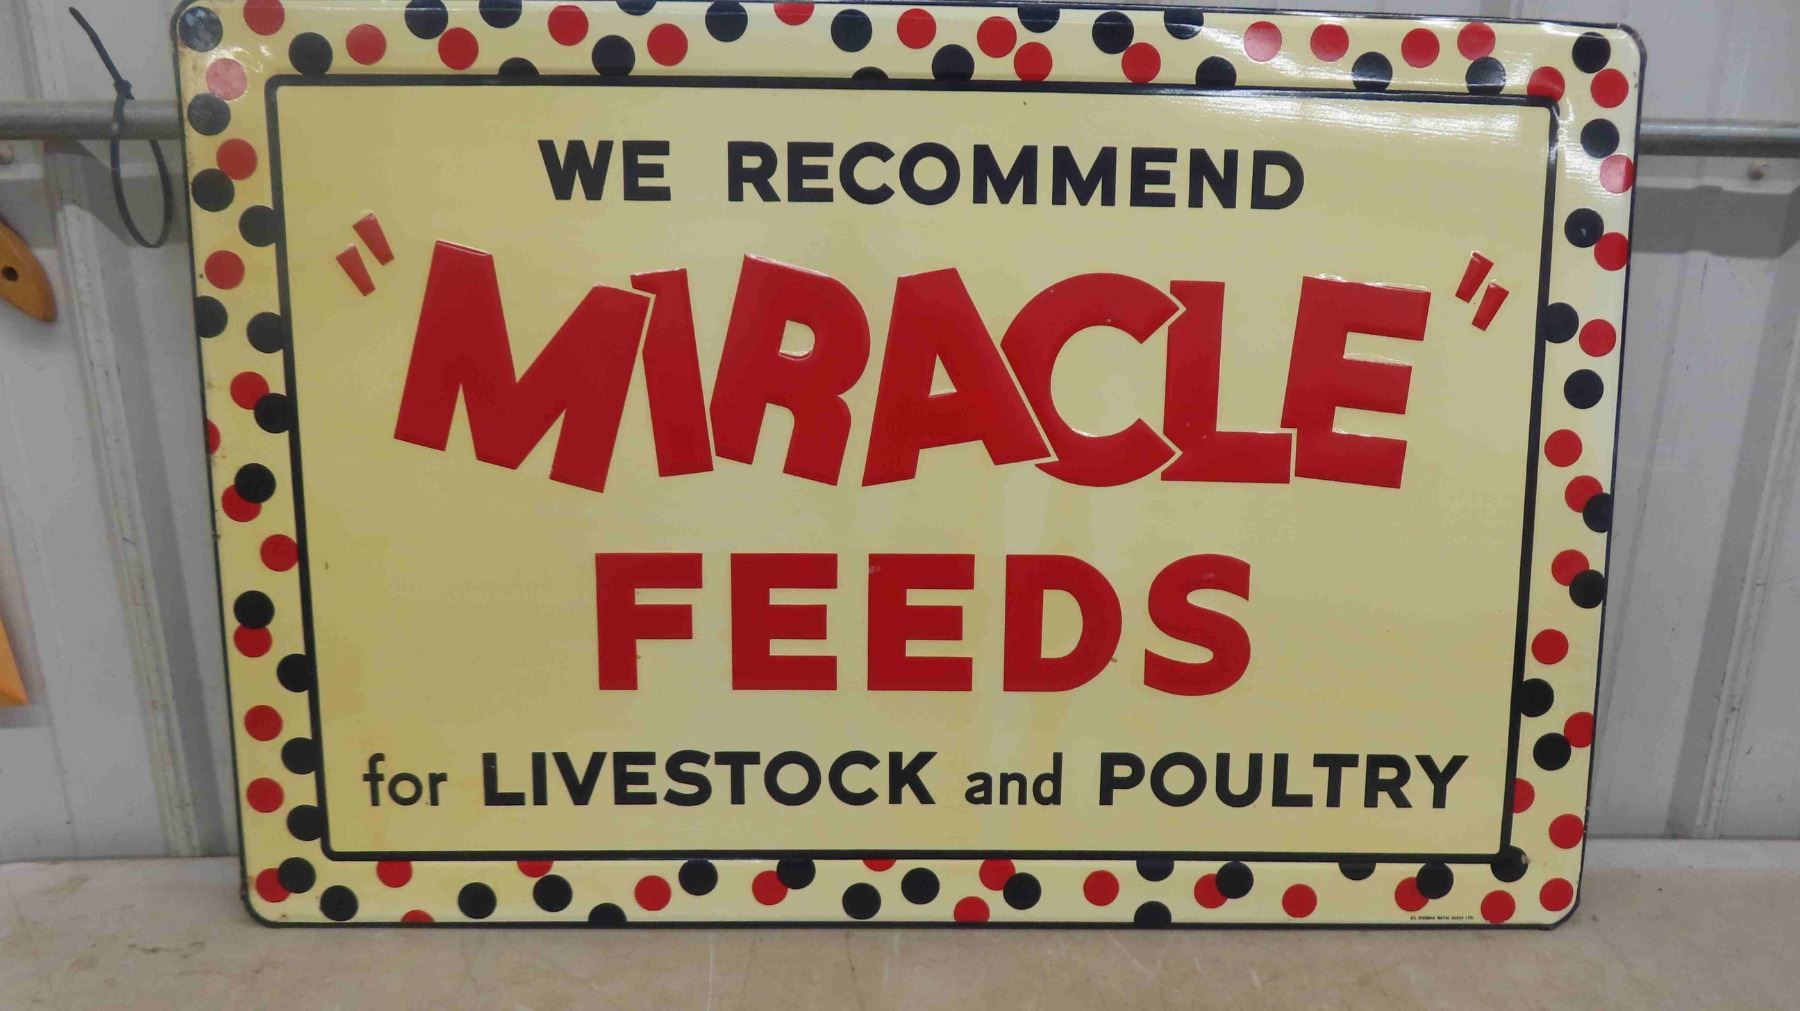 WE RECOMMEND
"MIRACLE"
FEEDS
for LIVESTOCK and POULTRY